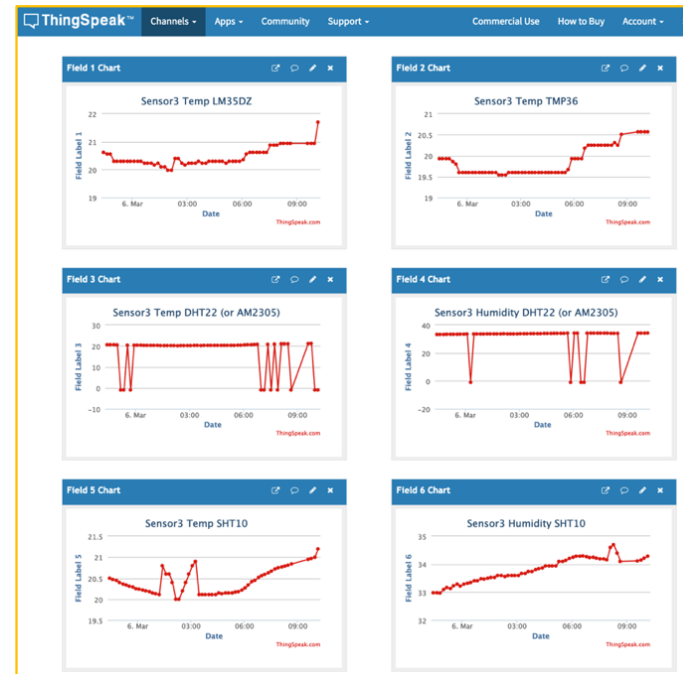 ThingSpeak™ Channels Apps Community Support Commercial Use How to Buy Account
Field 1 Chart
Sensor3 Temp LM35DZ
Field Label 1
22
21
20
19
6. Mar 03:00 06:00 09:00
Date
ThingSpeak.com
Field 2 Chart
Sensor3 Temp TMP36
Field Label 2
21
20.5
20
19.5
19
6. Mar 03:00 06:00 09:00
Date
ThingSpeak.com
Field 3 Chart
Sensor3 Temp DHT22 (or AM2305)
Field Label 3
30
20
10
0
-10
6. Mar 03:00 06:00 09:00
Date
ThingSpeak.com
Field 4 Chart
Sensor3 Humidity DHT22 (or AM2305)
Field Label 4
40
20
0
-20
6. Mar 03:00 06:00 09:00
Date
ThingSpeak.com
Field 5 Chart
Sensor3 Temp SHT10
Field Label 5
21.5
21
20.5
20
19.5
6. Mar 03:00 06:00 09:00
Date
ThingSpeak.com
Field 6 Chart
Sensor3 Humidity SHT10
Field Label 6
35
34
33
32
6. Mar 03:00 06:00 09:00
Date
ThingSpeak.com